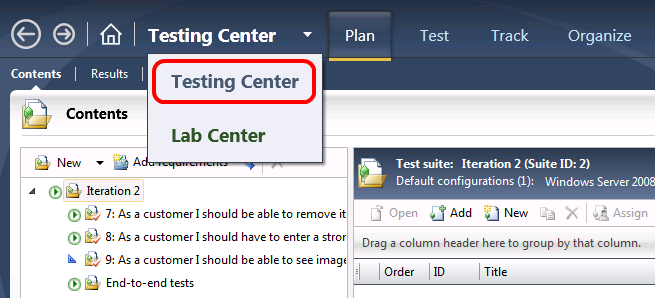 Testing Center Plan Test Track Organize
Contents Results
Testing Center
Lab Center
Contents
New Add requirements
Iteration 2
7: As a customer I should be able to remove it
8: As a customer I should have to enter a stron
9: As a customer I should be able to see image
End-to-end tests
Test suite: Iteration 2 (Suite ID: 2)
Default configurations (1): Windows Server 2008
Open Add New Assign
Drag a column header here to group by that column.
Order ID Title